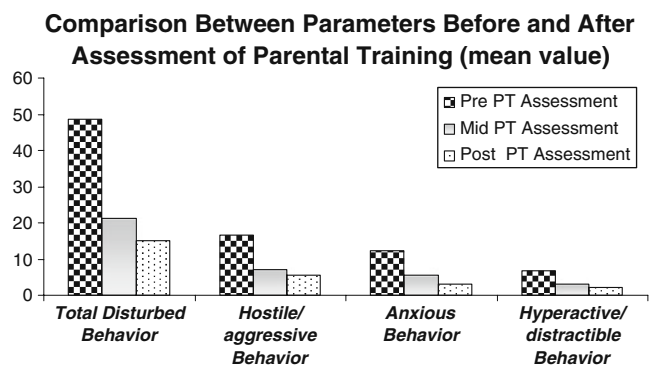 Comparison Between Parameters Before and After
Assessment of Parental Training (mean value)
60
50
40
30
20
10
0
Pre PT Assessment
Mid PT Assessment
Post PT Assessment
Total Disturbed
Behavior
Hostile/
aggressive
Behavior
Anxious
Behavior
Hyperactive/
distractible
Behavior